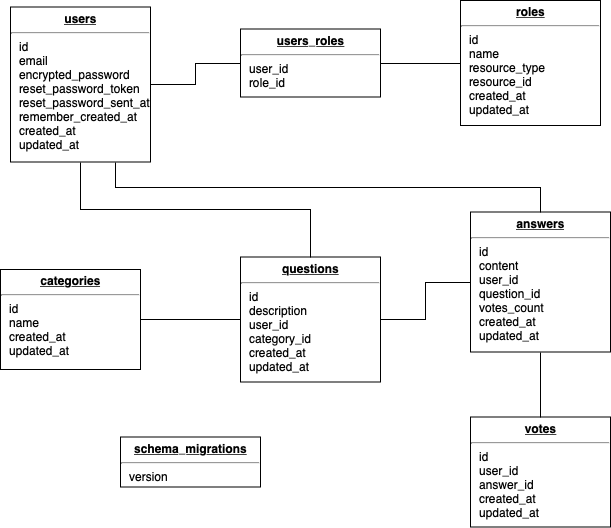 users
id
email
encrypted_password
reset_password_token
reset_password_sent_at
remember_created_at
created_at
updated_at
users_roles
user_id
role_id
roles
id
name
resource_type
resource_id
created_at
updated_at
categories
id
name
created_at
updated_at
questions
id
description
user_id
category_id
created_at
updated_at
answers
id
content
user_id
question_id
votes_count
created_at
updated_at
schema_migrations
version
votes
id
user_id
answer_id
created_at
updated_at